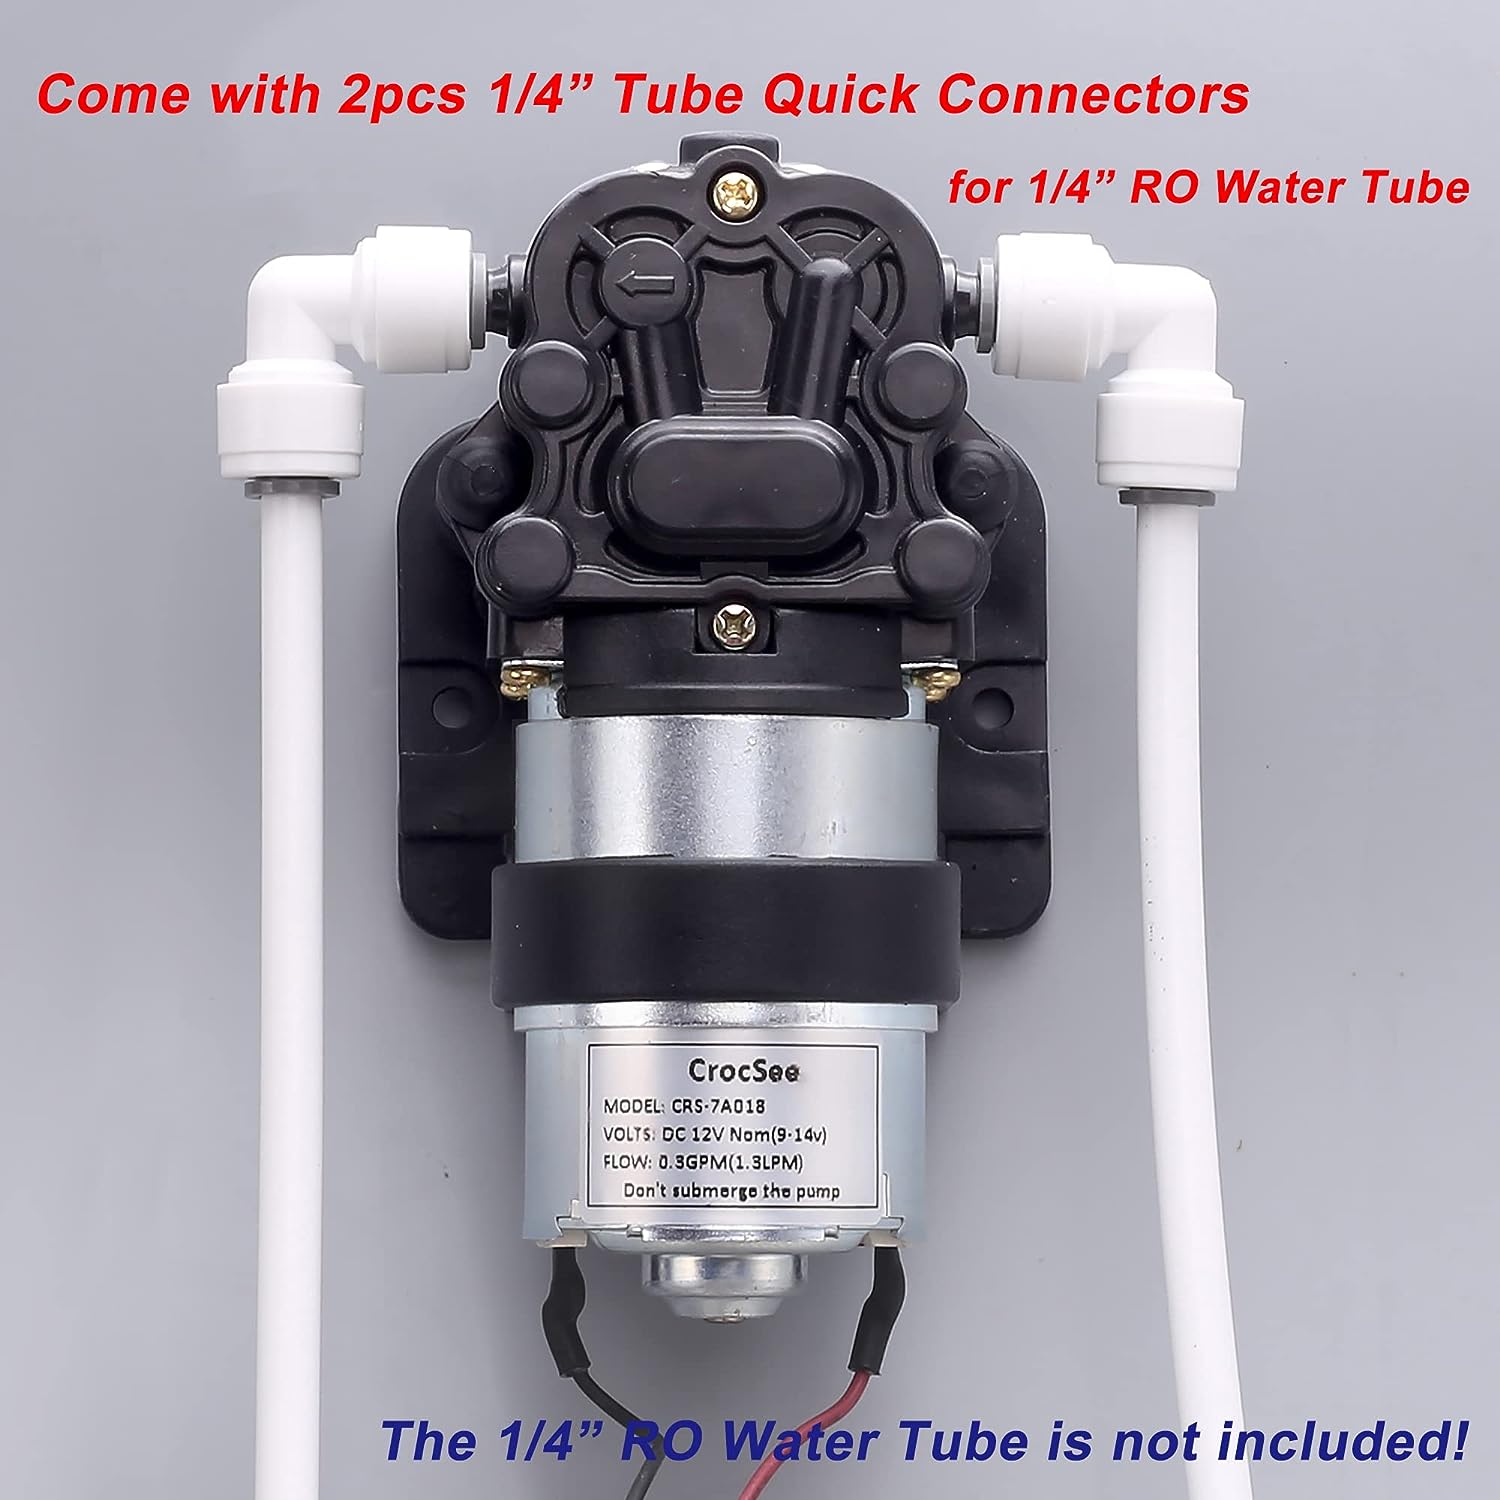 Come with 2pcs 1/4” Tube Quick Connectors
for 1/4” RO Water Tube
CrocSee
MODEL: CRS-7A018
VOLTS: DC 12V Nom(9-14v)
FLOW: 0.3GPM(1.3LPM)
Don't submerge the pump
The 1/4” RO Water Tube is not included!